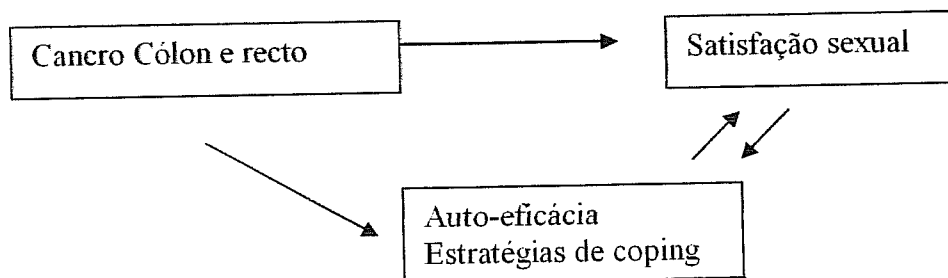 Cancro Cólon e recto
Satisfação sexual
Auto-eficácia
Estratégias de coping